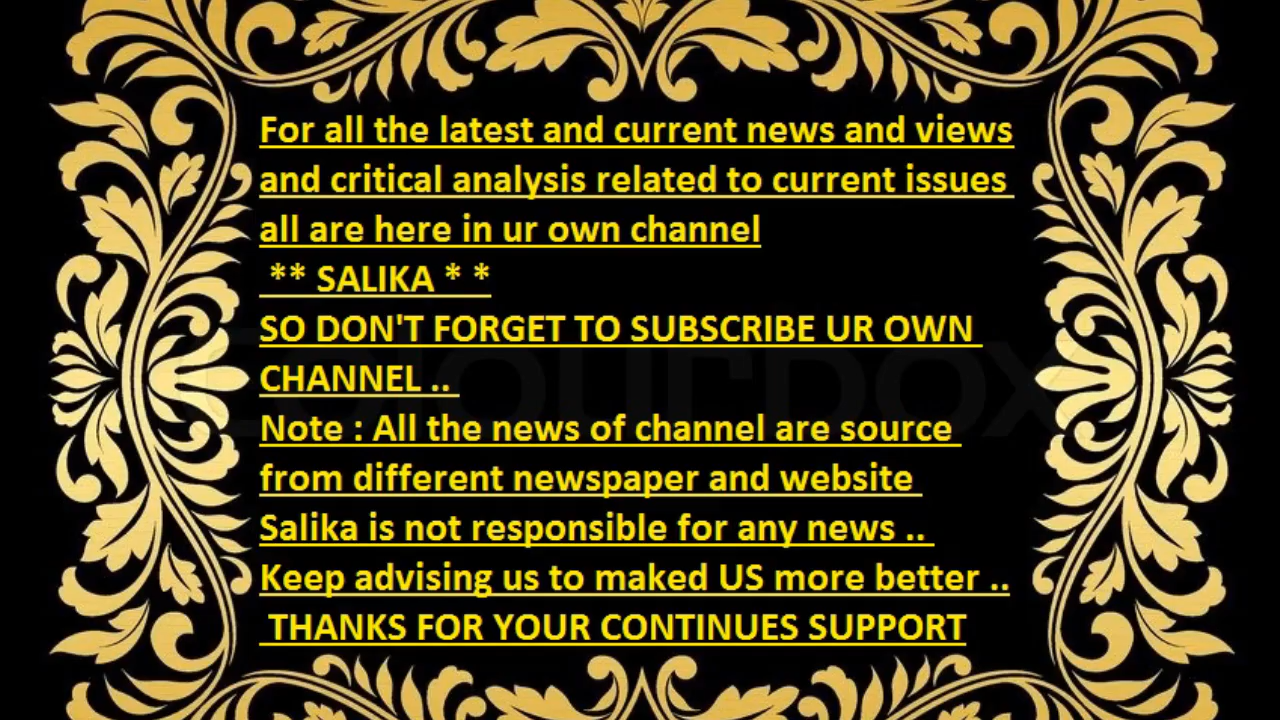 For all the latest and current news and views
and critical analysis related to current issues
all are here in ur own channel
** SALIKA * *
SO DON'T FORGET TO SUBSCRIBE UR OWN
CHANNEL ..
Note : All the news of channel are source
from different newspaper and website
Salika is not responsible for any news ..
Keep advising us to maked US more better ..
THANKS FOR YOUR CONTINUES SUPPORT
colourbox